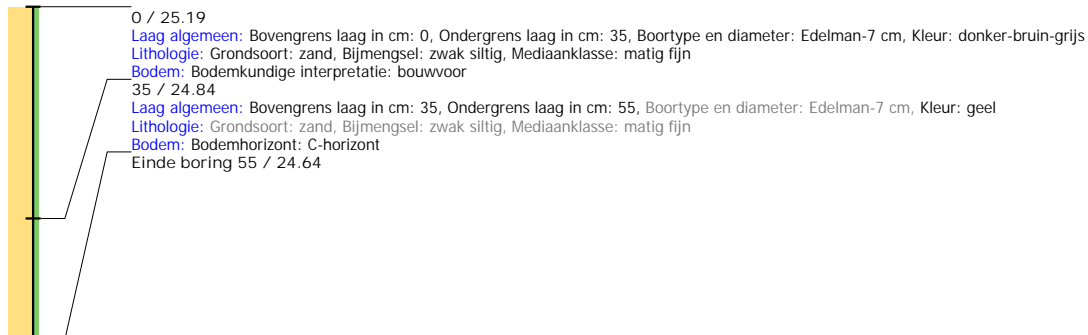 0 / 25.19
Laag algemeen: Bovengrens laag in cm: 0, Ondergrens laag in cm: 35, Boortype en diameter: Edelman-7 cm, Kleur: donker-bruin-grijs
Lithologie: Grondsoort: zand, Bijmengsel: zwak siltig, Mediaanklasse: matig fijn
Bodem: Bodemkundige interpretatie: bouwvoor
35 / 24.84
Laag algemeen: Bovengrens laag in cm: 35, Ondergrens laag in cm: 55, Boortype en diameter: Edelman-7 cm, Kleur: geel
Lithologie: Grondsoort: zand, Bijmengsel: zwak siltig, Mediaanklasse: matig fijn
Bodem: Bodemhorizont: C-horizont
Einde boring 55 / 24.64